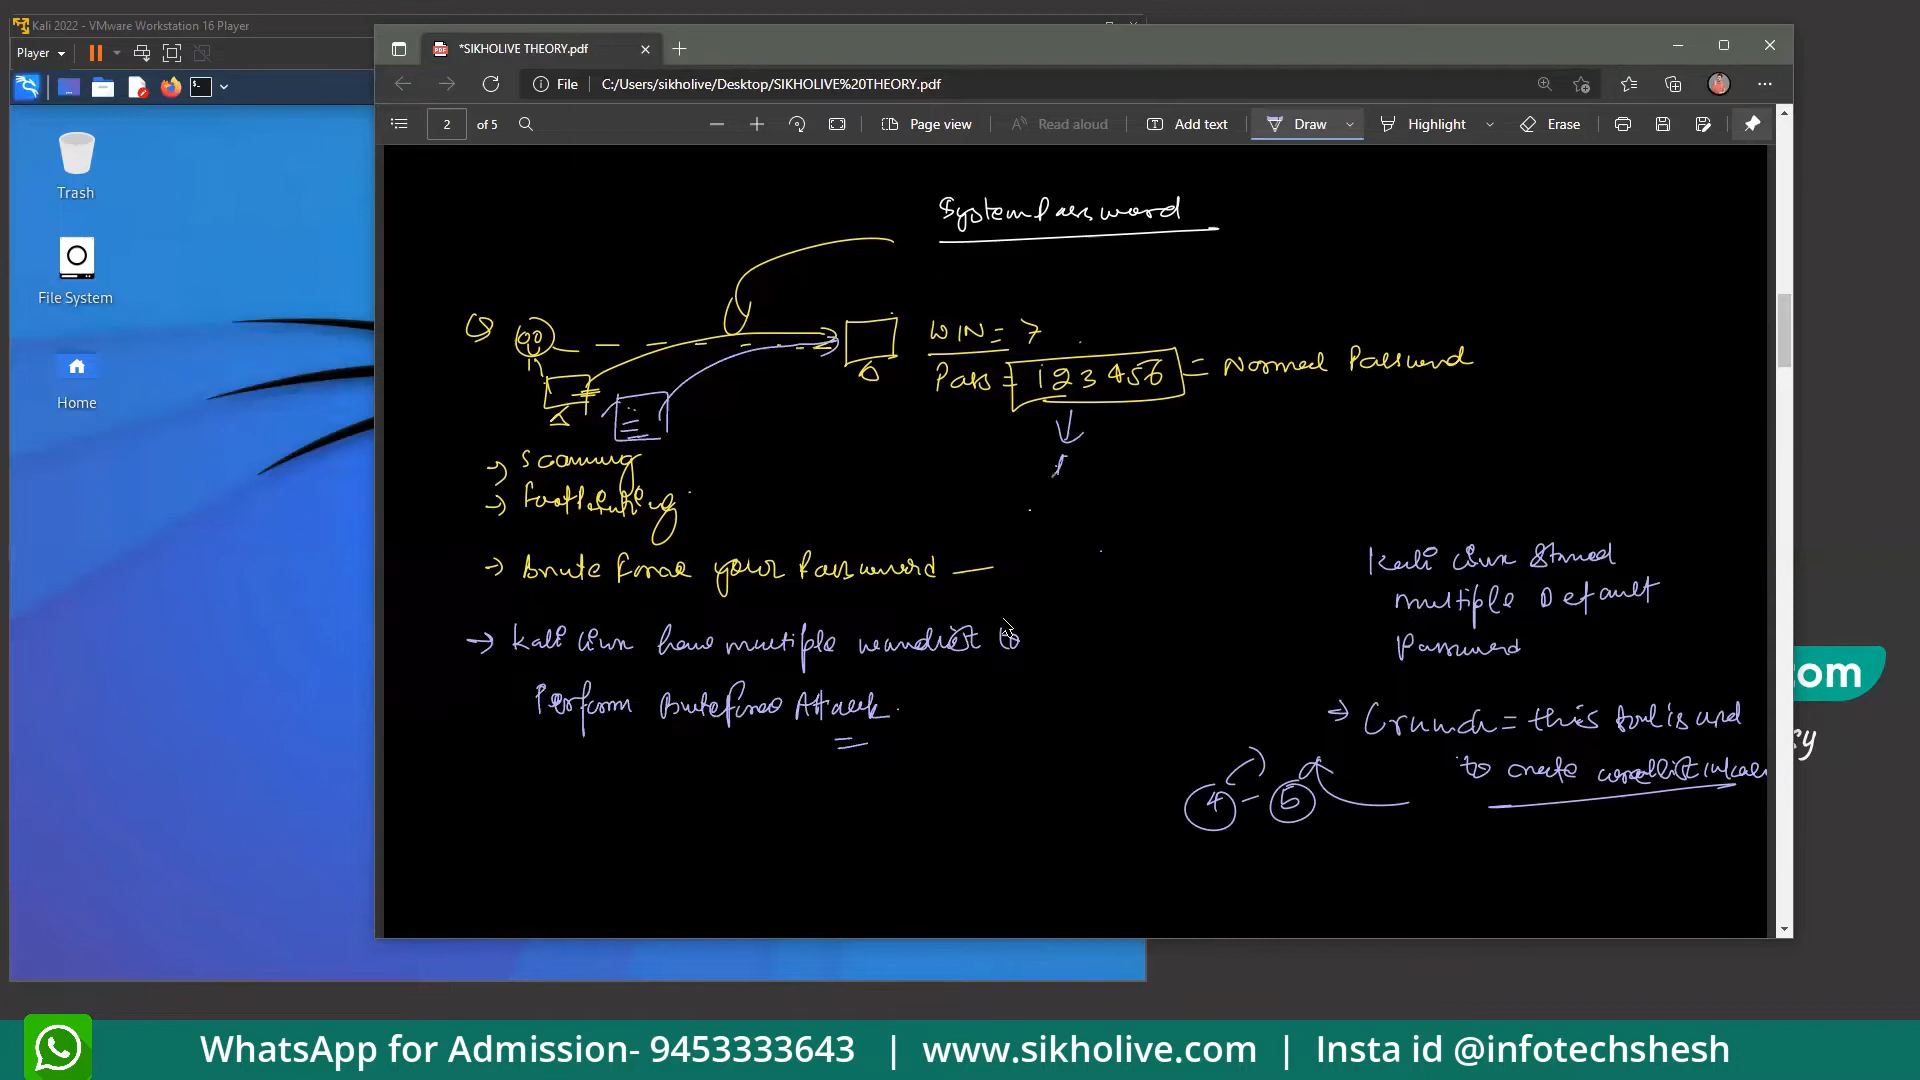 Kali 2022 - VMware Workstation 16 Player
Player
*SIKHOLIVE THEORY.pdf
File
C:/Users/sikholive/Desktop/SIKHOLIVE%20THEORY.pdf
2 of 5
Page view
Read aloud
Add text
Draw
Highlight
Erase
Trash
File System
Home
System Password
WIN = 7
Pass = 123456 = Normal Password
Scanning
Footprinting
→ Brute force your Password —
→ Kali linux have multiple wordlist to
Perform Bruteforce Attack.
Kali linux Stored
multiple Default
Password
→ Crunch = this tool is used
to create wordlist in
4 - 5
om
WhatsApp for Admission- 9453333643 | www.sikholive.com | Insta id @infotechshesh